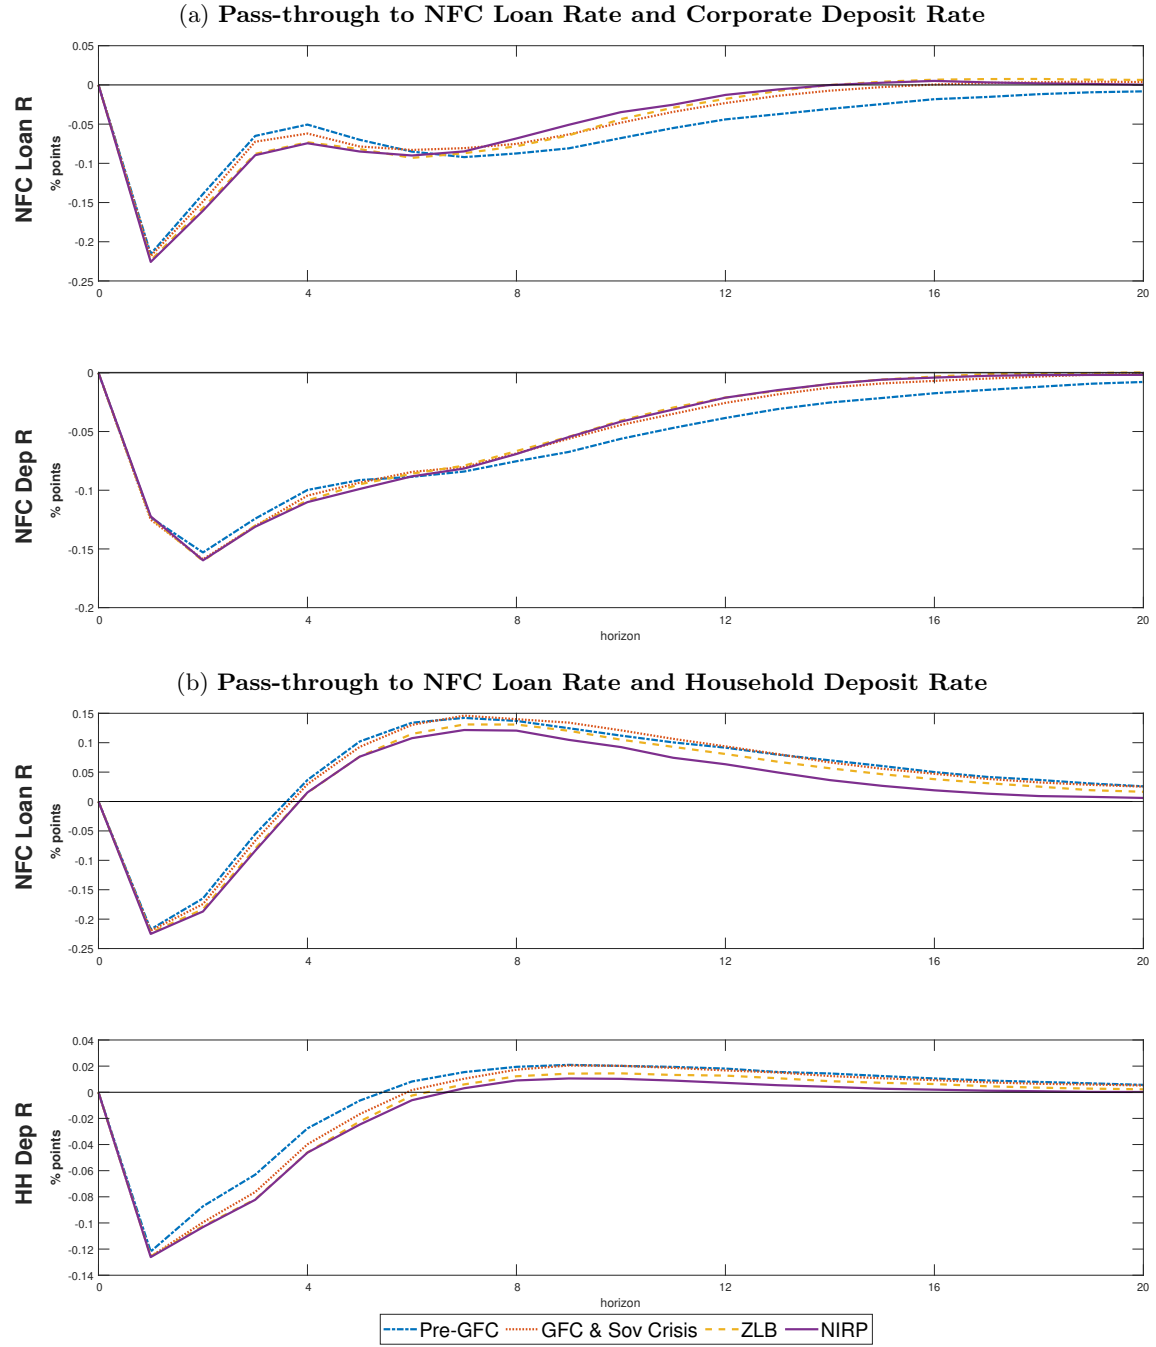 (a) Pass-through to NFC Loan Rate and Corporate Deposit Rate
NFC Loan R
% points
0.05
0
-0.05
-0.1
-0.15
-0.2
-0.25
0 4 8 12 16 20
NFC Dep R
% points
0
-0.05
-0.1
-0.15
-0.2
0 4 8 12 16 20
horizon
(b) Pass-through to NFC Loan Rate and Household Deposit Rate
NFC Loan R
% points
0.15
0.1
0.05
0
-0.05
-0.1
-0.15
-0.2
-0.25
0 4 8 12 16 20
HH Dep R
% points
0.04
0.02
0
-0.02
-0.04
-0.06
-0.08
-0.1
-0.12
-0.14
0 4 8 12 16 20
horizon
Pre-GFC GFC & Sov Crisis ZLB NIRP